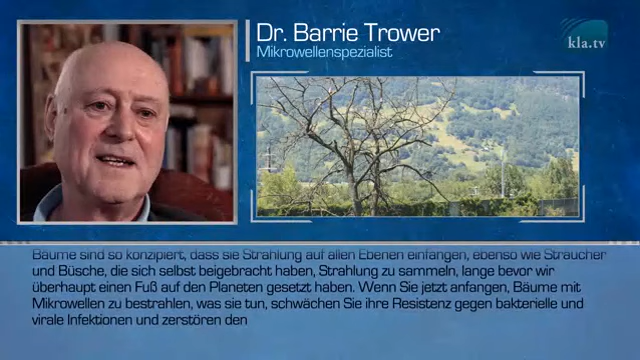 Dr. Barrie Trower
Mikrowellenspezialist
kla.tv
Bäume sind so konzipiert, dass sie Strahlung auf allen Ebenen einfangen, ebenso wie Sträucher
und Büsche, die sich selbst beigebracht haben, Strahlung zu sammeln, lange bevor wir
überhaupt einen Fuß auf den Planeten gesetzt haben. Wenn Sie jetzt anfangen, Bäume mit
Mikrowellen zu bestrahlen, was sie tun, schwächen Sie ihre Resistenz gegen bakterielle und
virale Infektionen und zerstören den